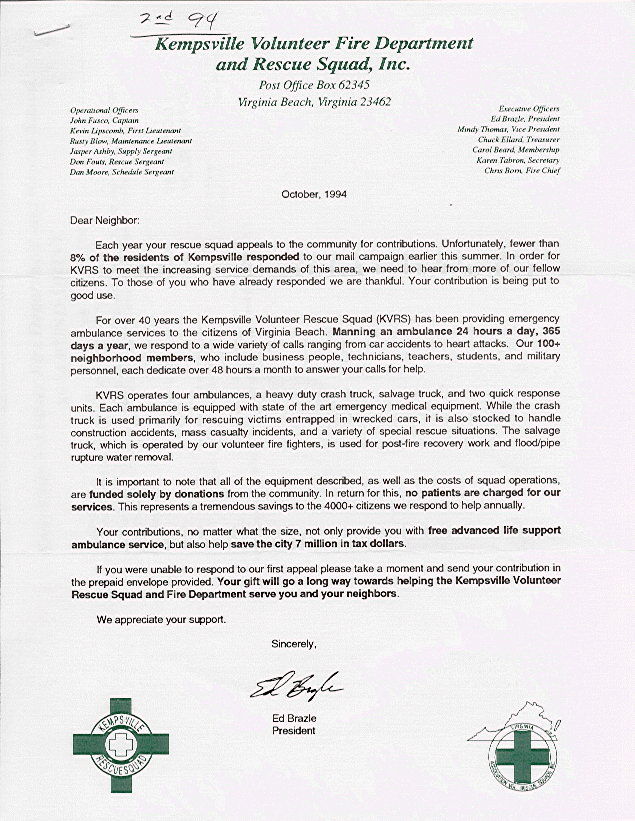 2nd 94
Kempsville Volunteer Fire Department
and Rescue Squad, Inc.
Post Office Box 62345
Virginia Beach, Virginia 23462
Operational Officers
John Fusco, Captain
Kevin Lipscomb, First Lieutenant
Rusty Blow, Maintenance Lieutenant
Jasper Ashby, Supply Sergeant
Don Fouts, Rescue Sergeant
Dan Moore, Schedule Sergeant
Executive Officers
Ed Brazle, President
Mindy Thomas, Vice President
Chuck Ellard, Treasurer
Carol Beard, Membership
Karen Tabron, Secretary
Chris Born, Fire Chief
October, 1994
Dear Neighbor:
Each year your rescue squad appeals to the community for contributions. Unfortunately, fewer than
8% of the residents of Kempsville responded to our mail campaign earlier this summer. In order for
KVRS to meet the increasing service demands of this area, we need to hear from more of our fellow
citizens. To those of you who have already responded we are thankful. Your contribution is being put to
good use.
For over 40 years the Kempsville Volunteer Rescue Squad (KVRS) has been providing emergency
ambulance services to the citizens of Virginia Beach. Manning an ambulance 24 hours a day, 365
days a year, we respond to a wide variety of calls ranging from car accidents to heart attacks. Our 100+
neighborhood members, who include business people, technicians, teachers, students, and military
personnel, each dedicate over 48 hours a month to answer your calls for help.
KVRS operates four ambulances, a heavy duty crash truck, salvage truck, and two quick response
units. Each ambulance is equipped with state of the art emergency medical equipment. While the crash
truck is used primarily for rescuing victims entrapped in wrecked cars, it is also stocked to handle
construction accidents, mass casualty incidents, and a variety of special rescue situations. The salvage
truck, which is operated by our volunteer fire fighters, is used for post-fire recovery work and flood/pipe
rupture water removal.
It is important to note that all of the equipment described, as well as the costs of squad operations,
are funded solely by donations from the community. In return for this, no patients are charged for our
services. This represents a tremendous savings to the 4000+ citizens we respond to help annually.
Your contributions, no matter what the size, not only provide you with free advanced life support
ambulance service, but also help save the city 7 million in tax dollars.
If you were unable to respond to our first appeal please take a moment and send your contribution in
the prepaid envelope provided. Your gift will go a long way towards helping the Kempsville Volunteer
Rescue Squad and Fire Department serve you and your neighbors.
We appreciate your support.
Sincerely,
Ed Brazle
Ed Brazle
President
KEMPSVILLE
RESCUE SQUAD
VIRGINIA